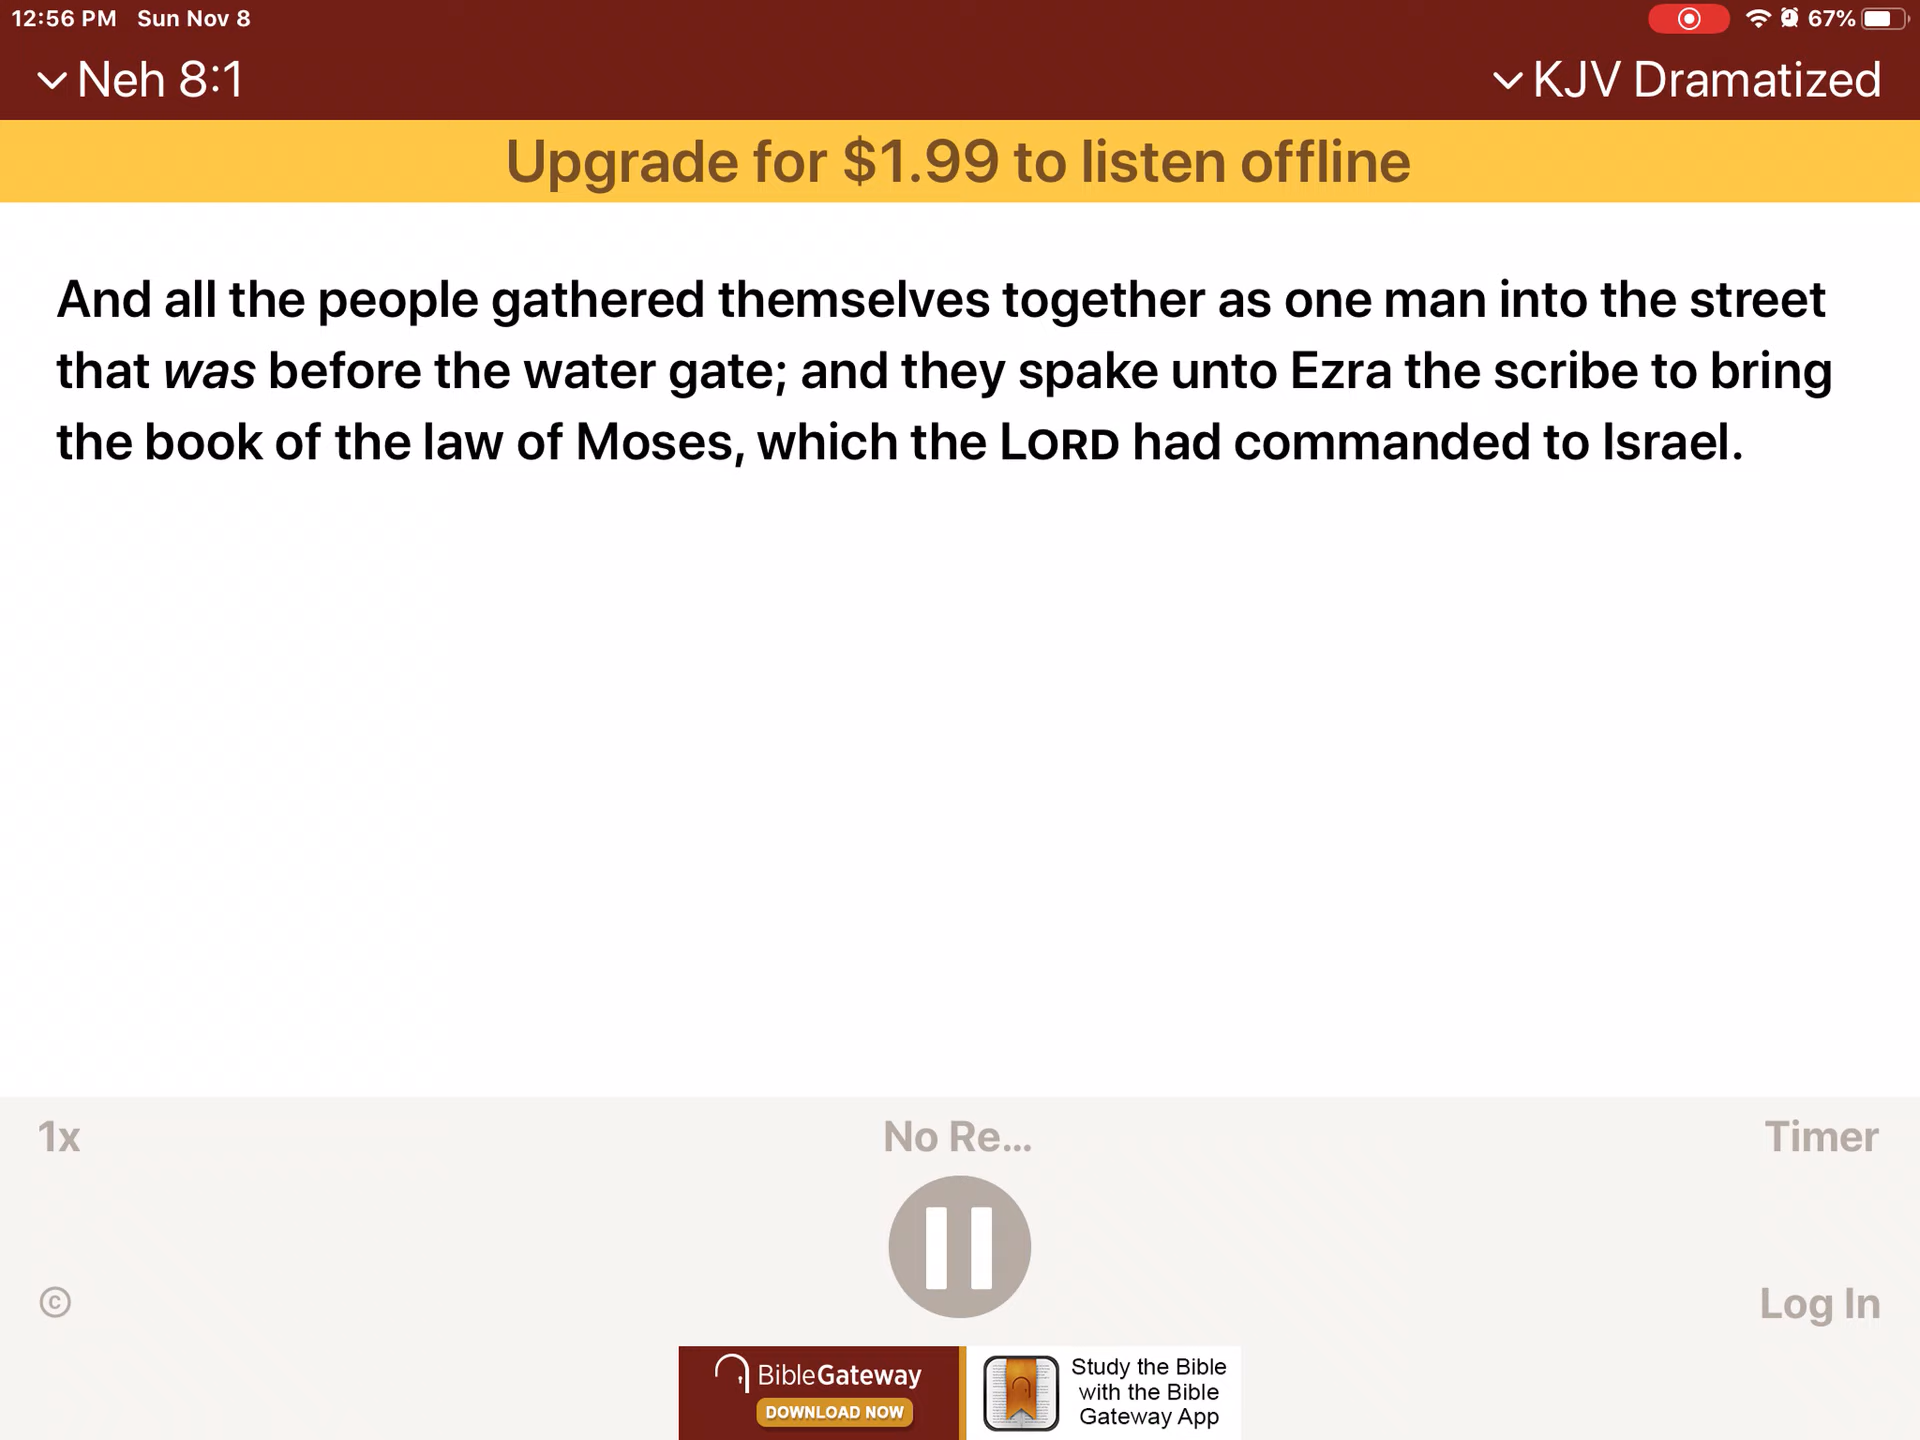 12:56 PM Sun Nov 8
67%
Neh 8:1
KJV Dramatized
Upgrade for $1.99 to listen offline
And all the people gathered themselves together as one man into the street
that was before the water gate; and they spake unto Ezra the scribe to bring
the book of the law of Moses, which the LORD had commanded to Israel.
1x
No Re...
Timer
©
Log In
BibleGateway
DOWNLOAD NOW
Study the Bible
with the Bible
Gateway App